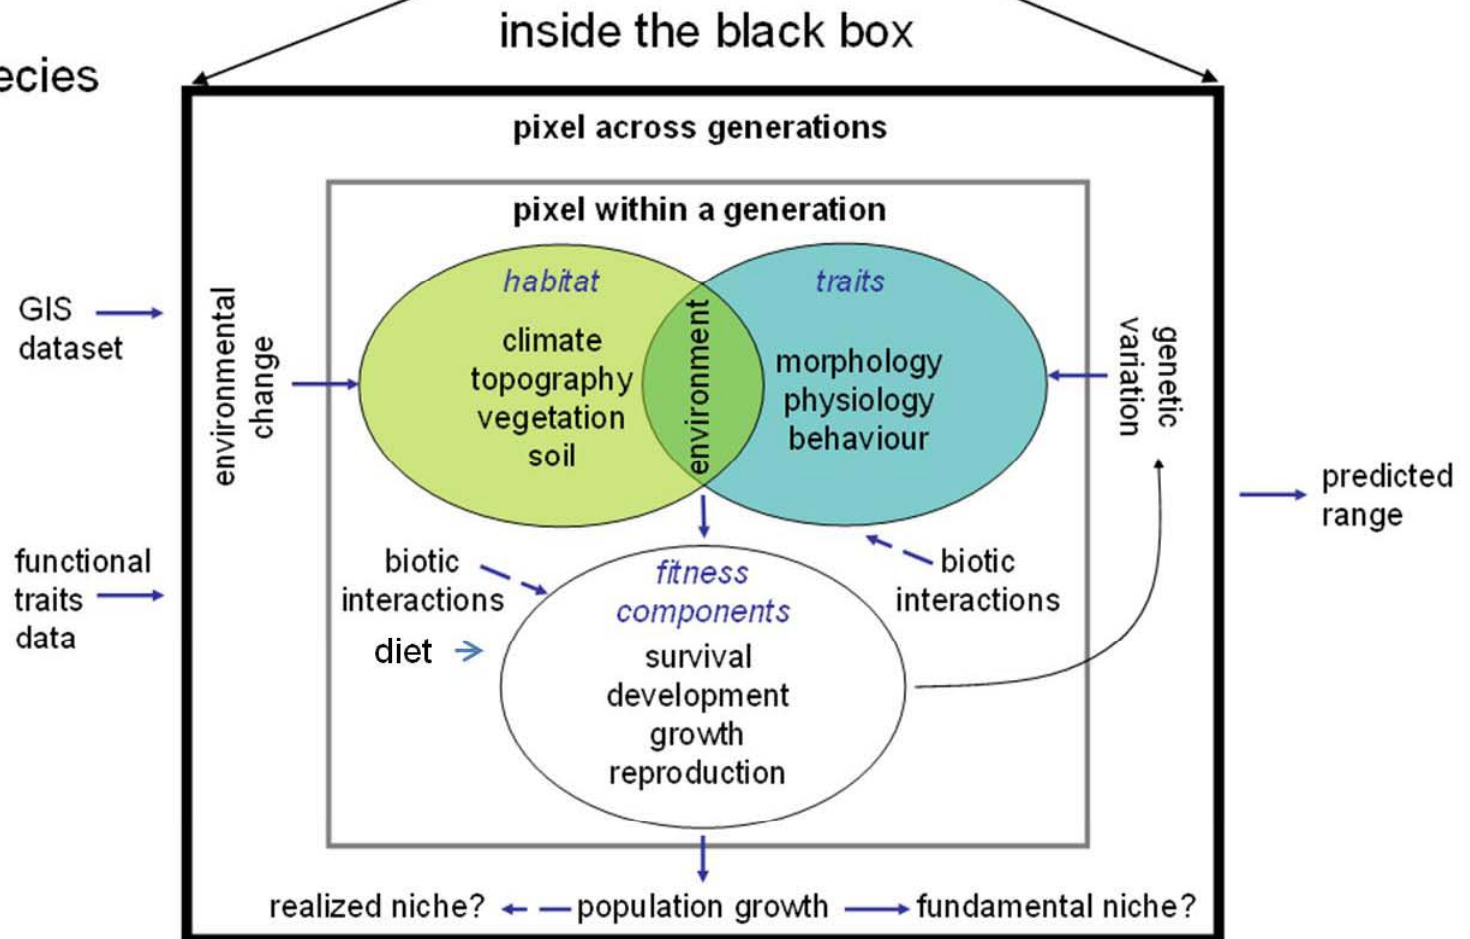 inside the black box
ecies
pixel across generations
pixel within a generation
habitat
climate
topography
vegetation
soil
environment
traits
morphology
physiology
behaviour
GIS
dataset
environmental
change
genetic
variation
functional
traits
data
predicted
range
biotic
interactions
diet
fitness
components
survival
development
growth
reproduction
biotic
interactions
realized niche?
population growth
fundamental niche?